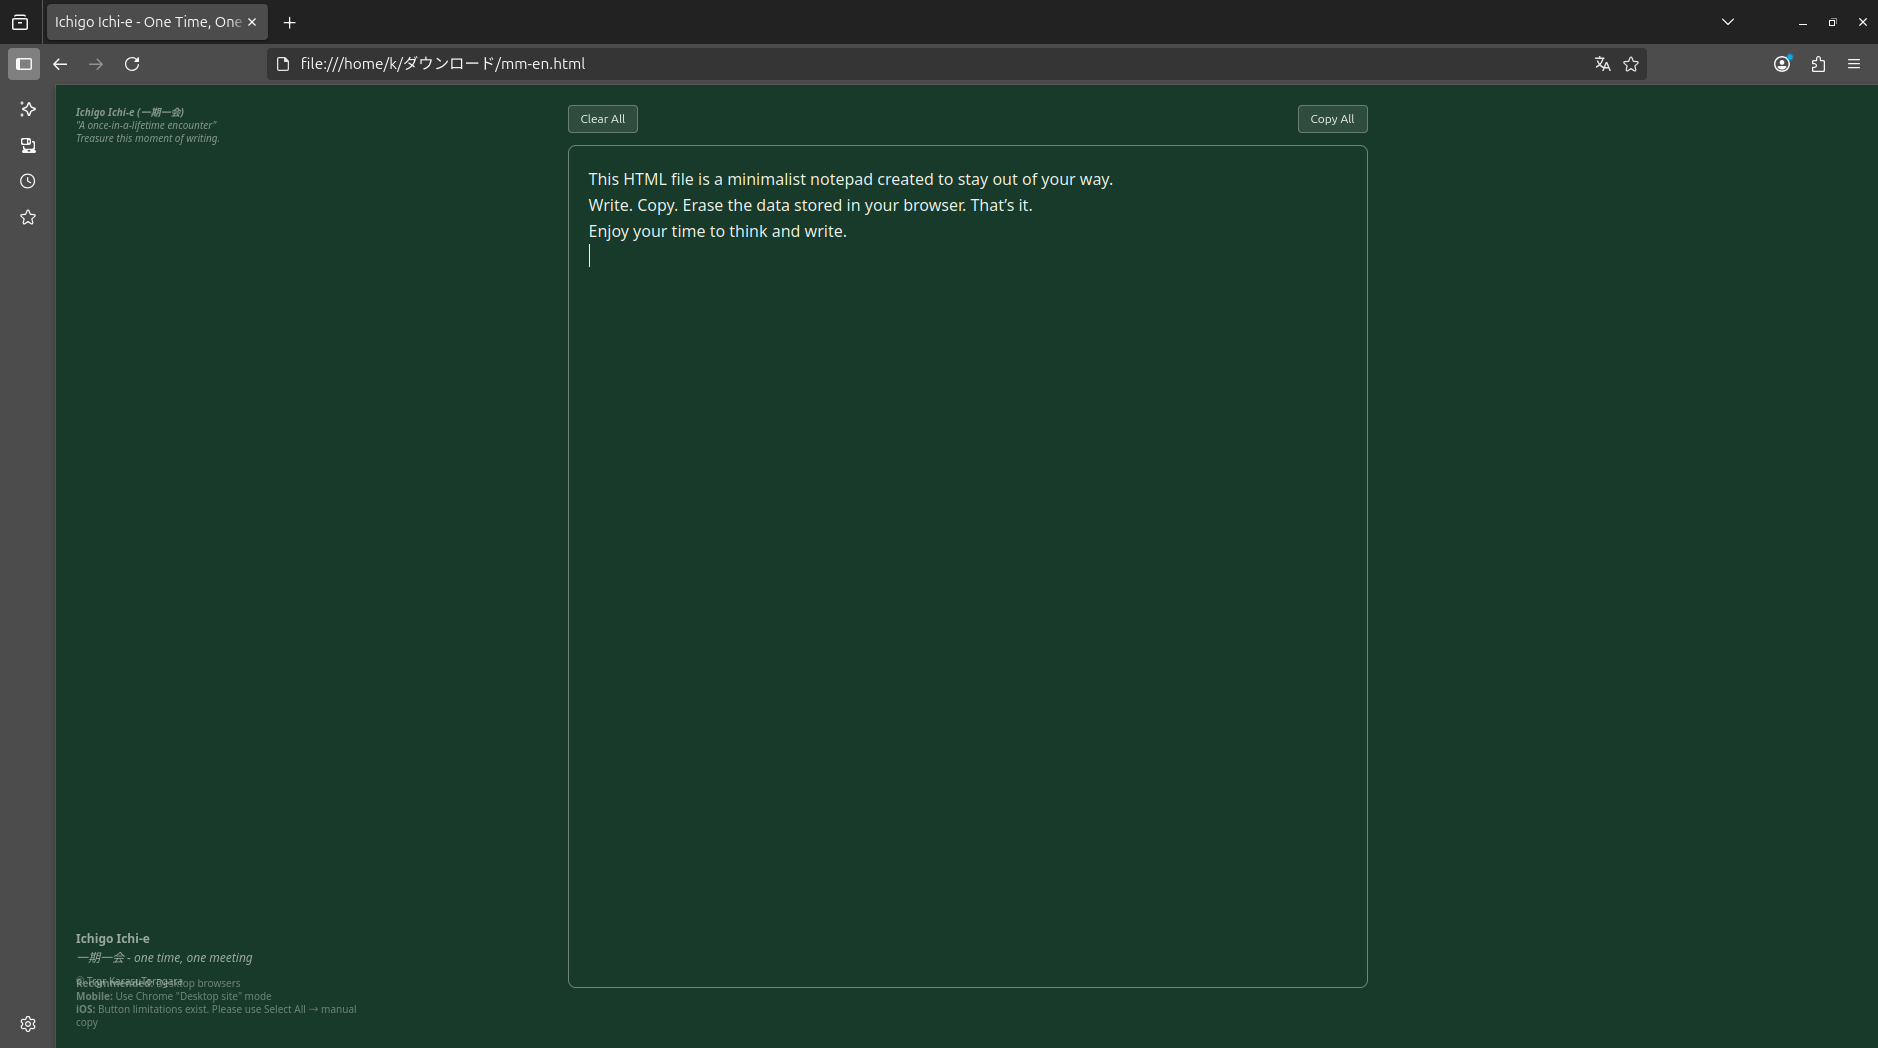 Ichigo Ichi-e - One Time, One
file:///home/k/ダウンロード/mm-en.html
Ichigo Ichi-e (一期一会)
"A once-in-a-lifetime encounter"
Treasure this moment of writing.
Clear All
Copy All
This HTML file is a minimalist notepad created to stay out of your way.
Write. Copy. Erase the data stored in your browser. That’s it.
Enjoy your time to think and write.
Ichigo Ichi-e
一期一会 - one time, one meeting
Recommended: Desktop browsers
Mobile: Use Chrome "Desktop site" mode
iOS: Button limitations exist. Please use Select All → manual
copy